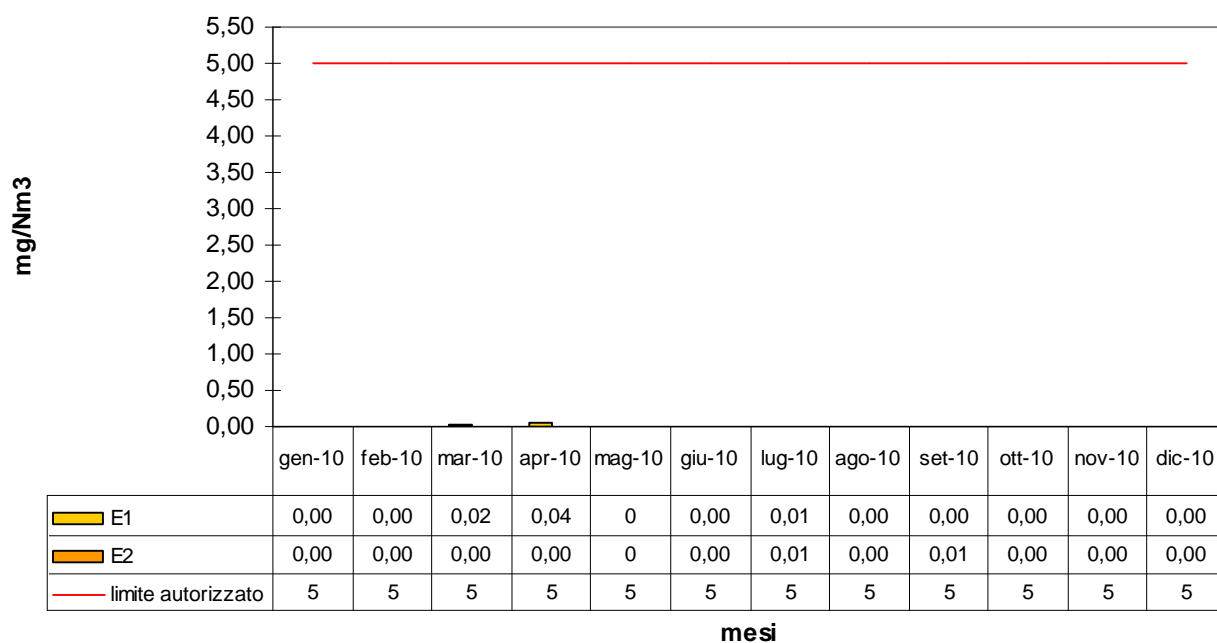 mg/Nm3
5,50
5,00
4,50
4,00
3,50
3,00
2,50
2,00
1,50
1,00
0,50
0,00
gen-10 feb-10 mar-10 apr-10 mag-10 giu-10 lug-10 ago-10 set-10 ott-10 nov-10 dic-10
E1 0,00 0,00 0,02 0,04 0 0,00 0,01 0,00 0,00 0,00 0,00 0,00
E2 0,00 0,00 0,00 0,00 0 0,00 0,01 0,00 0,01 0,00 0,00 0,00
limite autorizzato 5 5 5 5 5 5 5 5 5 5 5 5
mesi